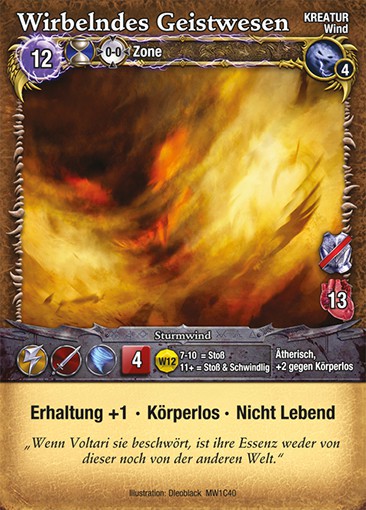 Wirbelndes Geistwesen
KREATUR
Wind
12
0-0
Zone
4
13
Sturmwind
4
W12
7-10 = Stoß
11+ = Stoß & Schwindlig
Ätherisch,
+2 gegen Körperlos
Erhaltung +1 · Körperlos · Nicht Lebend
„Wenn Voltari sie beschwört, ist ihre Essenz weder von
dieser noch von der anderen Welt.“
Illustration: Dleoblack MW1C40